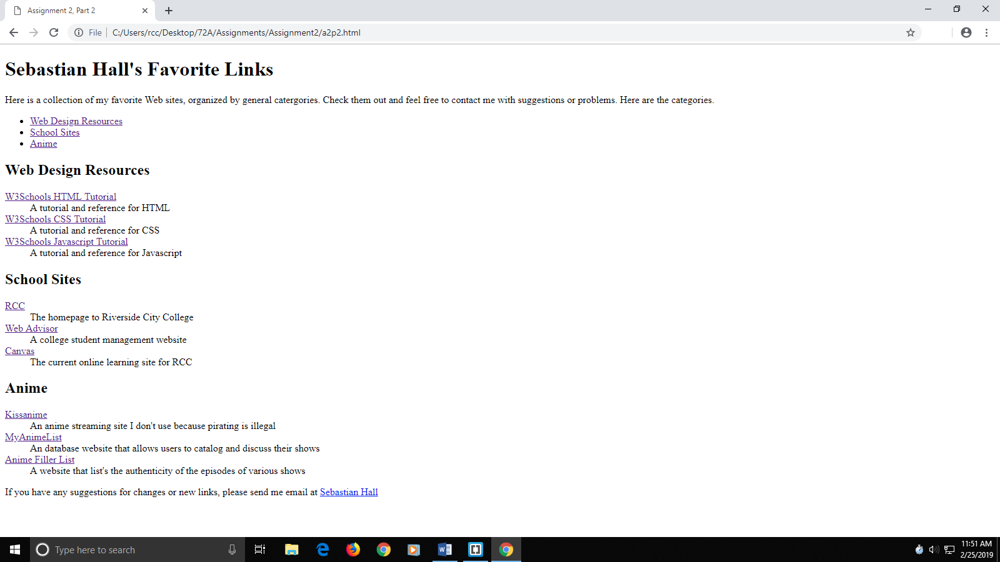 Assignment 2, Part 2
File
C:/Users/rcc/Desktop/72A/Assignments/Assignment2/a2p2.html
Sebastian Hall's Favorite Links
Here is a collection of my favorite Web sites, organized by general catergories. Check them out and feel free to contact me with suggestions or problems. Here are the categories.
Web Design Resources
School Sites
Anime
Web Design Resources
W3Schools HTML Tutorial
A tutorial and reference for HTML
W3Schools CSS Tutorial
A tutorial and reference for CSS
W3Schools Javascript Tutorial
A tutorial and reference for Javascript
School Sites
RCC
The homepage to Riverside City College
Web Advisor
A college student management website
Canvas
The current online learning site for RCC
Anime
Kissanime
An anime streaming site I don't use because pirating is illegal
MyAnimeList
An database website that allows users to catalog and discuss their shows
Anime Filler List
A website that list's the authenticity of the episodes of various shows
If you have any suggestions for changes or new links, please send me email at Sebastian Hall
Type here to search
11:51 AM
2/25/2019